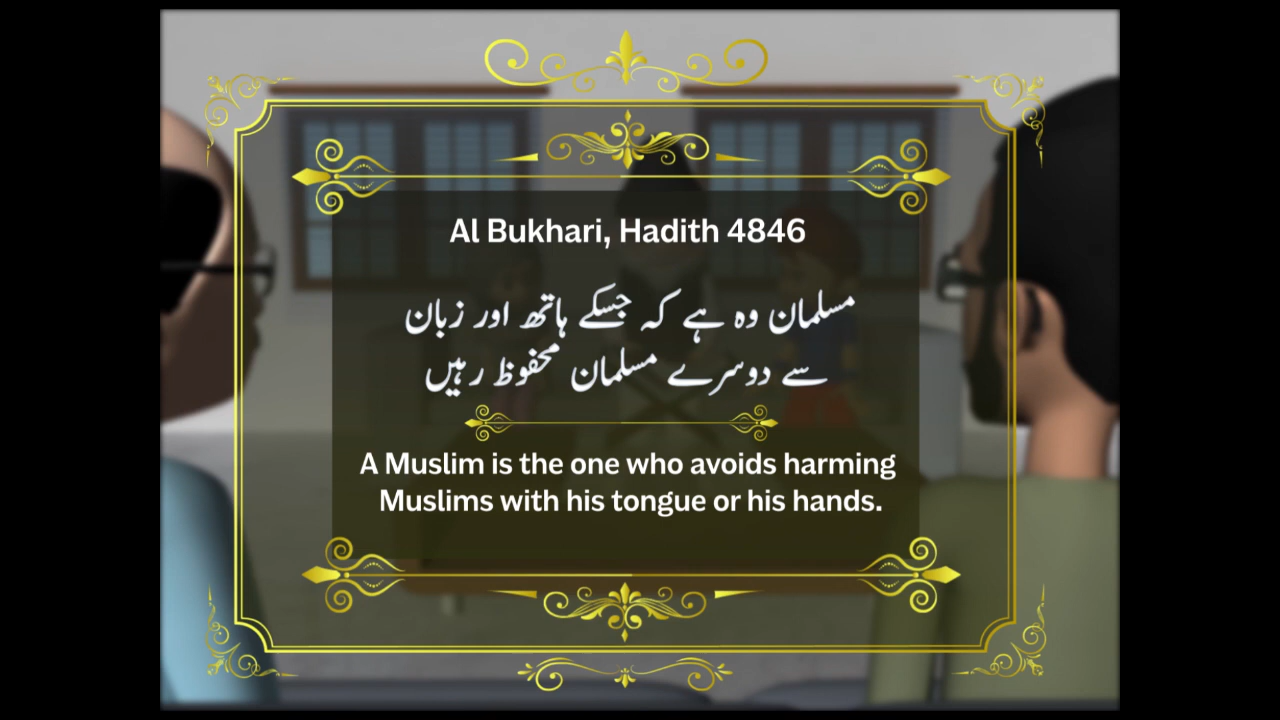 Al Bukhari, Hadith 4846
مسلمان وہ ہے کہ جسکے ہاتھ اور زبان
سے دوسرے مسلمان محفوظ رہیں
A Muslim is the one who avoids harming
Muslims with his tongue or his hands.